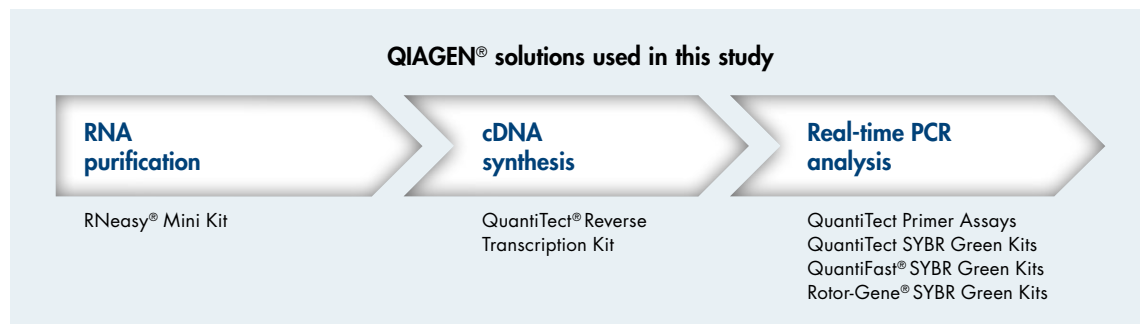 QIAGEN® solutions used in this study
RNA
purification
RNeasy® Mini Kit
cDNA
synthesis
QuantiTect® Reverse
Transcription Kit
Real-time PCR
analysis
QuantiTect Primer Assays
QuantiTect SYBR Green Kits
QuantiFast® SYBR Green Kits
Rotor-Gene® SYBR Green Kits